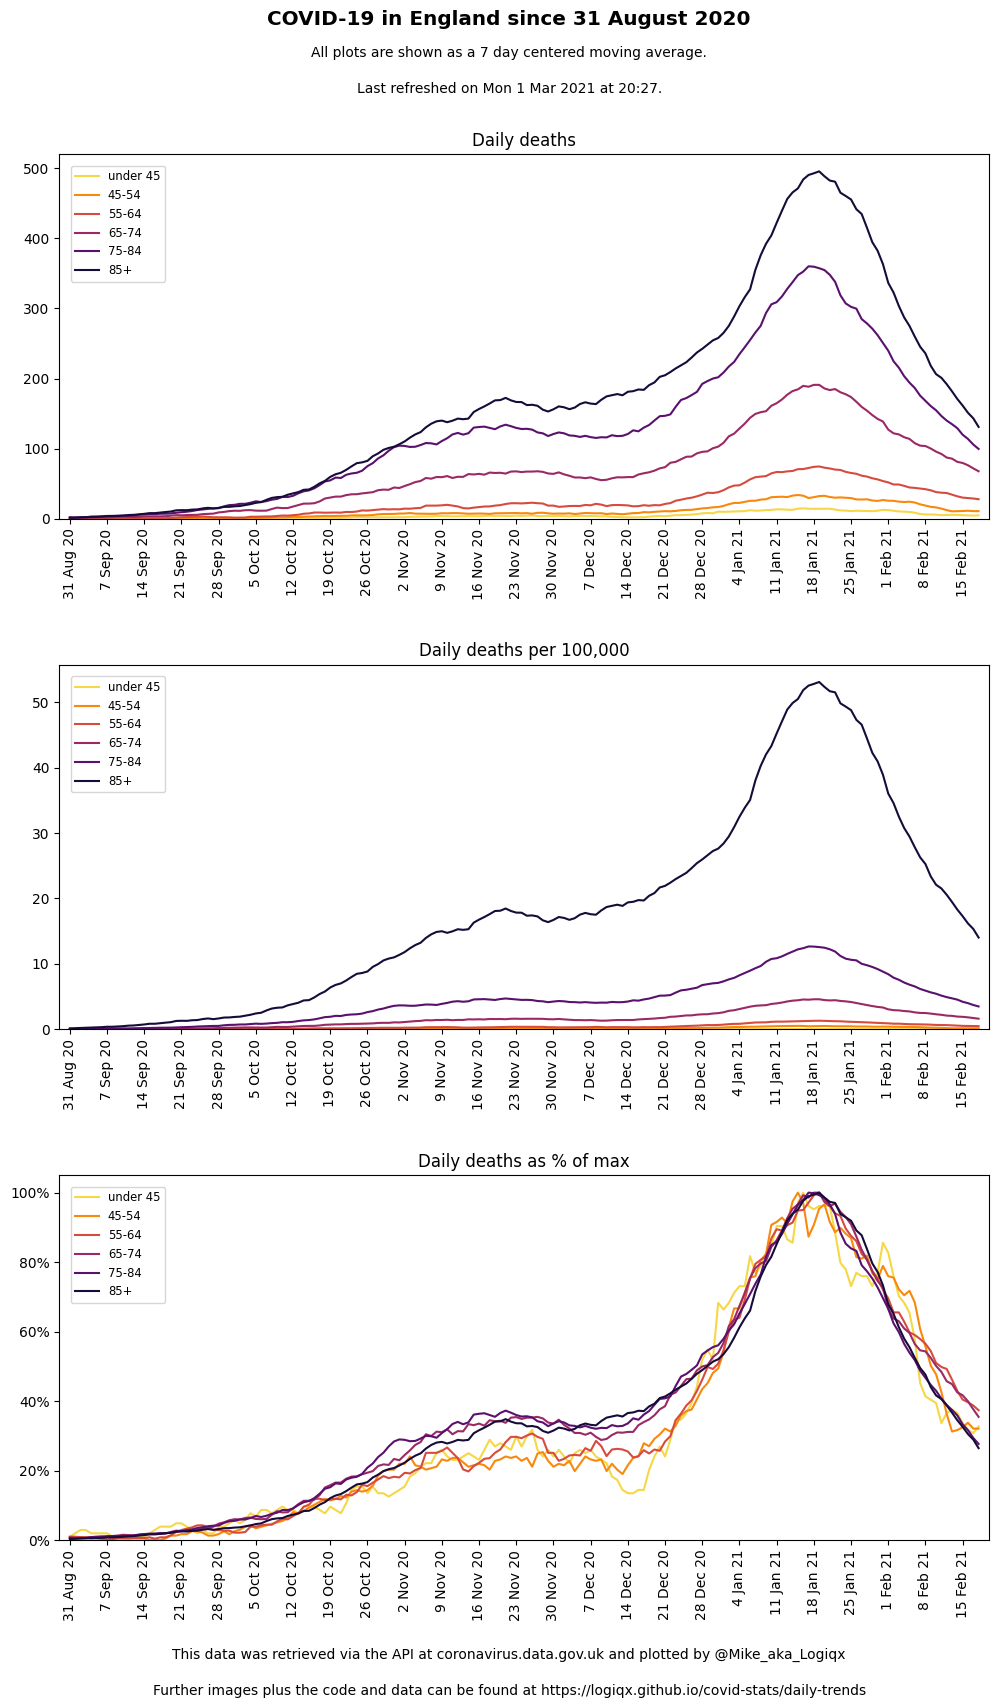 COVID-19 in England since 31 August 2020
All plots are shown as a 7 day centered moving average.
Last refreshed on Mon 1 Mar 2021 at 20:27.
Daily deaths
500
400
300
200
100
0
under 45
45-54
55-64
65-74
75-84
85+
31 Aug 20
7 Sep 20
14 Sep 20
21 Sep 20
28 Sep 20
5 Oct 20
12 Oct 20
19 Oct 20
26 Oct 20
2 Nov 20
9 Nov 20
16 Nov 20
23 Nov 20
30 Nov 20
7 Dec 20
14 Dec 20
21 Dec 20
28 Dec 20
4 Jan 21
11 Jan 21
18 Jan 21
25 Jan 21
1 Feb 21
8 Feb 21
15 Feb 21
Daily deaths per 100,000
50
40
30
20
10
0
under 45
45-54
55-64
65-74
75-84
85+
31 Aug 20
7 Sep 20
14 Sep 20
21 Sep 20
28 Sep 20
5 Oct 20
12 Oct 20
19 Oct 20
26 Oct 20
2 Nov 20
9 Nov 20
16 Nov 20
23 Nov 20
30 Nov 20
7 Dec 20
14 Dec 20
21 Dec 20
28 Dec 20
4 Jan 21
11 Jan 21
18 Jan 21
25 Jan 21
1 Feb 21
8 Feb 21
15 Feb 21
Daily deaths as % of max
100%
80%
60%
40%
20%
0%
under 45
45-54
55-64
65-74
75-84
85+
31 Aug 20
7 Sep 20
14 Sep 20
21 Sep 20
28 Sep 20
5 Oct 20
12 Oct 20
19 Oct 20
26 Oct 20
2 Nov 20
9 Nov 20
16 Nov 20
23 Nov 20
30 Nov 20
7 Dec 20
14 Dec 20
21 Dec 20
28 Dec 20
4 Jan 21
11 Jan 21
18 Jan 21
25 Jan 21
1 Feb 21
8 Feb 21
15 Feb 21
This data was retrieved via the API at coronavirus.data.gov.uk and plotted by @Mike_aka_Logiqx
Further images plus the code and data can be found at https://logiqx.github.io/covid-stats/daily-trends